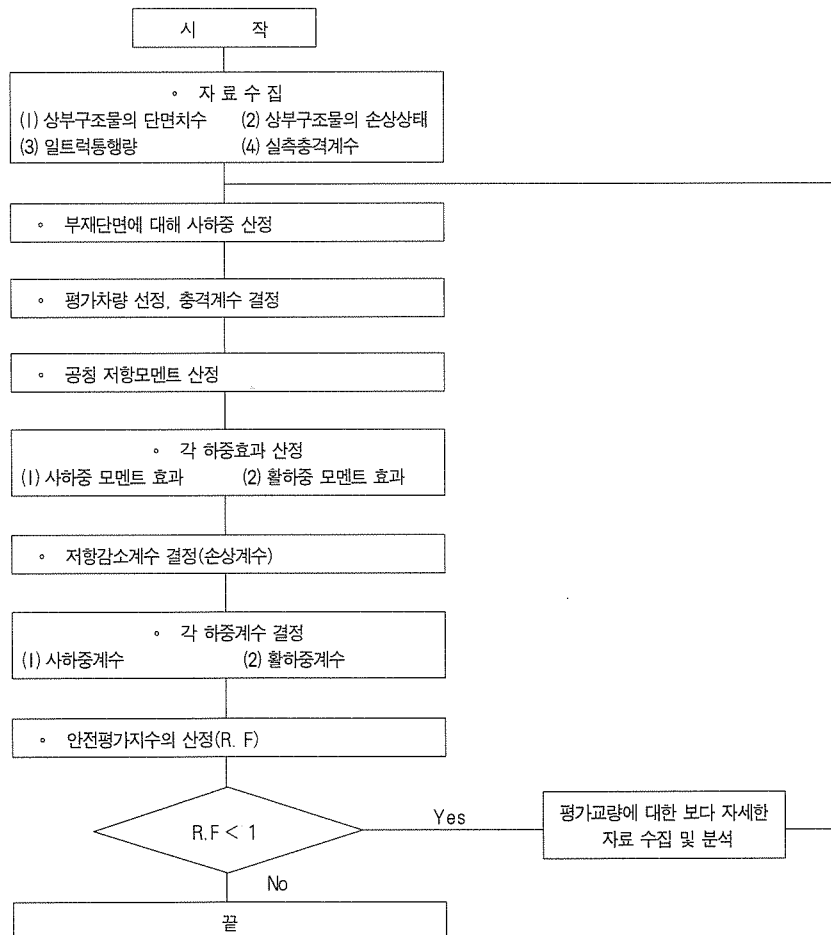 시 작
∘ 자 료 수 집
(1) 상부구조물의 단면치수 (2) 상부구조물의 손상상태
(3) 일트럭통행량 (4) 실측충격계수
∘ 부재단면에 대해 사하중 산정
∘ 평가차량 선정, 충격계수 결정
∘ 공칭 저항모멘트 산정
∘ 각 하중효과 산정
(1) 사하중 모멘트 효과 (2) 활하중 모멘트 효과
∘ 저항감소계수 결정(손상계수)
∘ 각 하중계수 결정
(1) 사하중계수 (2) 활하중계수
∘ 안전평가지수의 산정(R. F)
R.F < 1
Yes
평가교량에 대한 보다 자세한
자료 수집 및 분석
No
끝